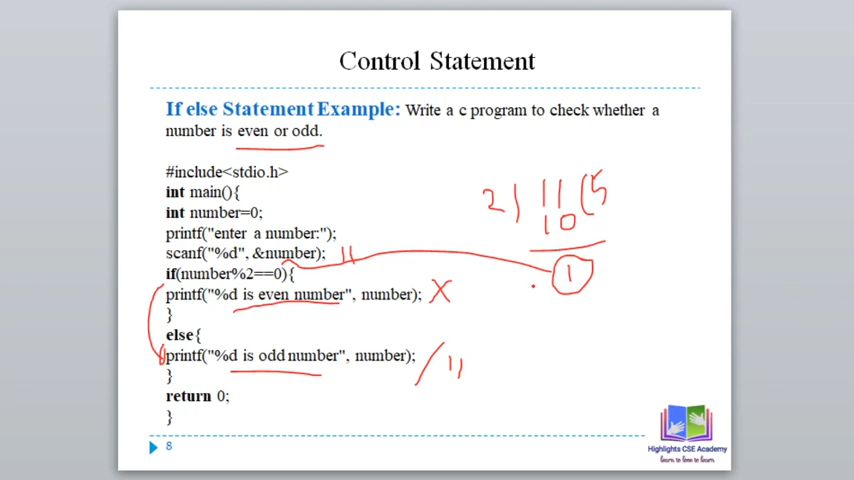 Control Statement
If else Statement Example: Write a c program to check whether a
number is even or odd.
#include<stdio.h>
int main(){
int number=0;
printf("enter a number:");
scanf("%d", &number); 11
if(number%2==0){
printf("%d is even number", number); X
}
else{
printf("%d is odd number", number); / 11
}
return 0;
}
2) 11 (5
10
1
8
Highlights CSE Academy
learn to love to learn